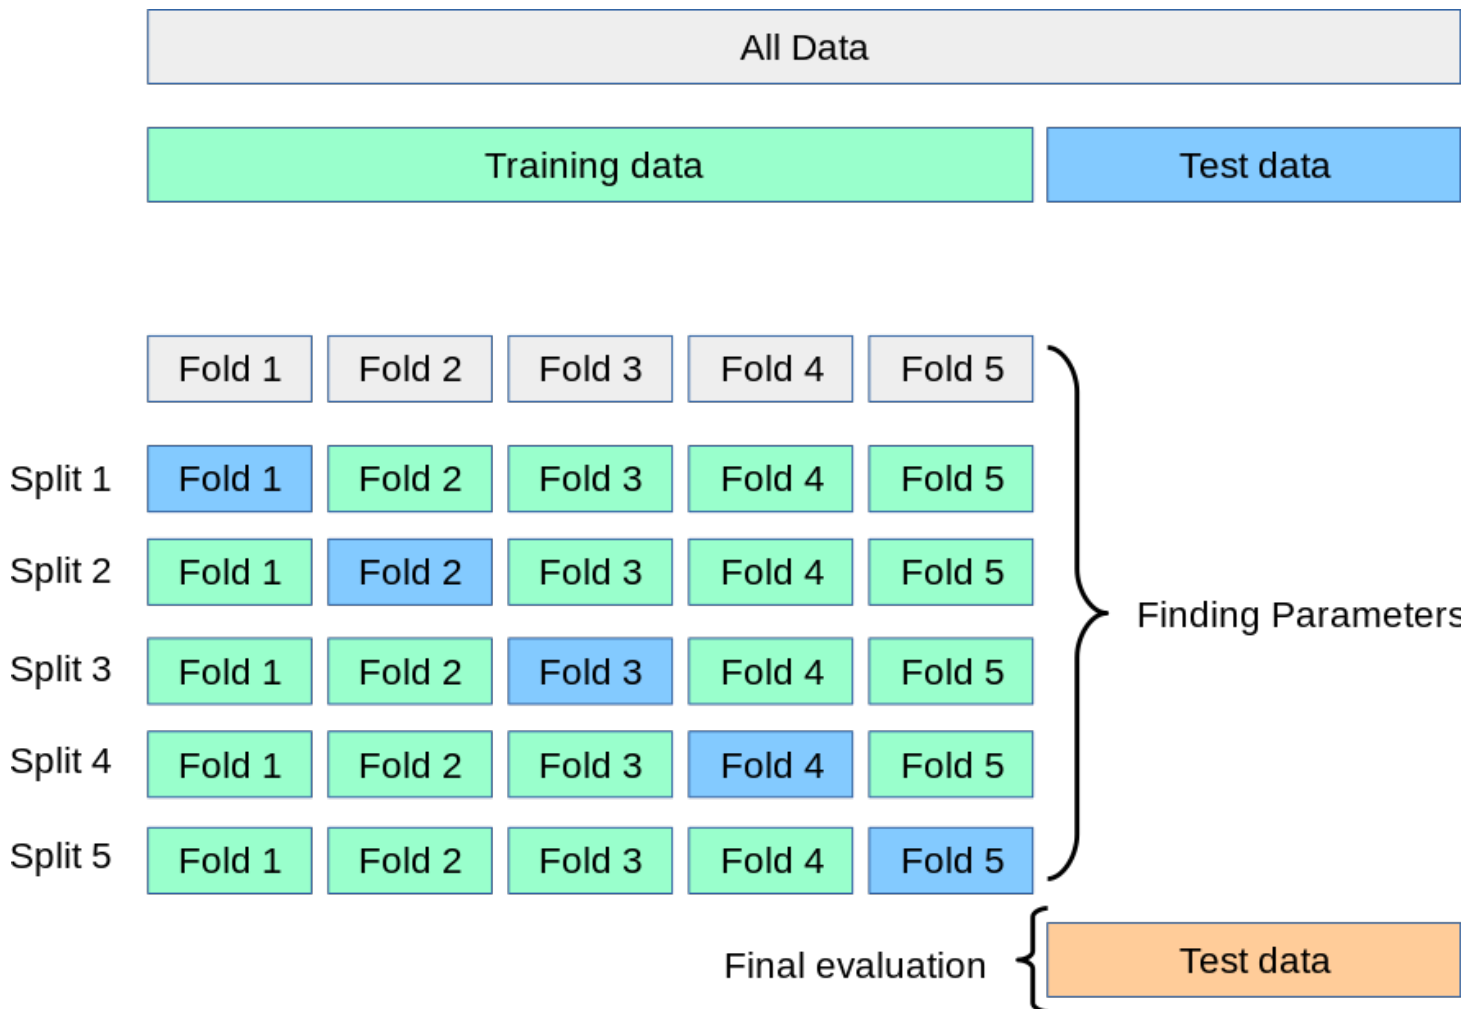 All Data
Training data Test data
Fold 1 Fold 2 Fold 3 Fold 4 Fold 5
Split 1 Fold 1 Fold 2 Fold 3 Fold 4 Fold 5
Split 2 Fold 1 Fold 2 Fold 3 Fold 4 Fold 5
Finding Parameters
Split 3 Fold 1 Fold 2 Fold 3 Fold 4 Fold 5
Split 4 Fold 1 Fold 2 Fold 3 Fold 4 Fold 5
Split 5 Fold 1 Fold 2 Fold 3 Fold 4 Fold 5
Final evaluation Test data